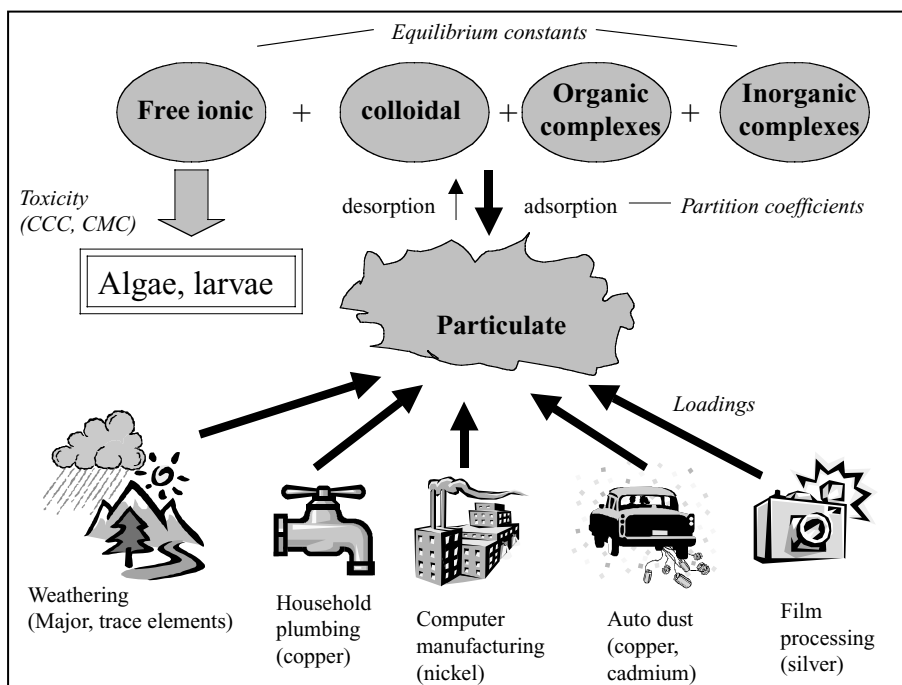 Equilibrium constants
Free ionic
+
colloidal
+
Organic
complexes
+
Inorganic
complexes
Toxicity
(CCC, CMC)
desorption
adsorption
Partition coefficients
Algae, larvae
Particulate
Loadings
Weathering
(Major, trace elements)
Household
plumbing
(copper)
Computer
manufacturing
(nickel)
Auto dust
(copper,
cadmium)
Film
processing
(silver)